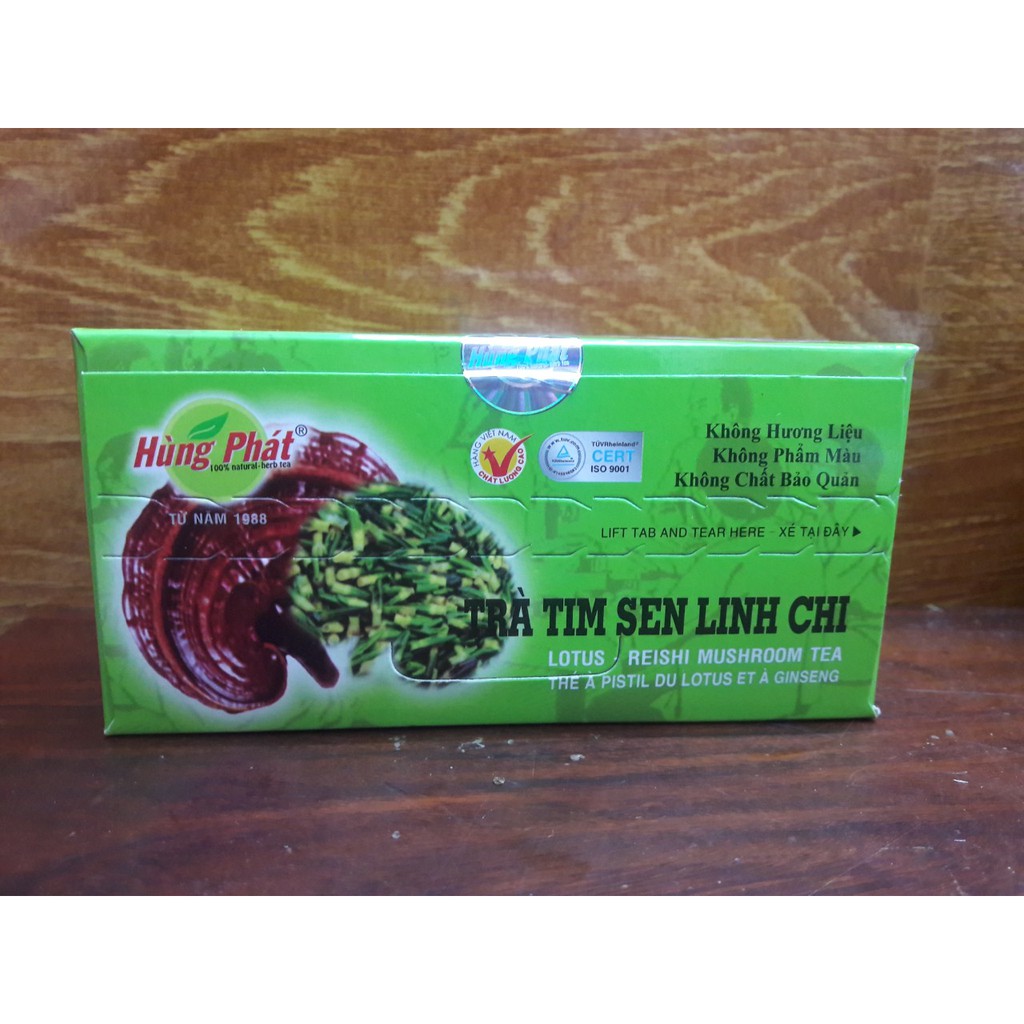 Hùng Phát
Hùng Phát®
100% natural-herb tea
TỪ NĂM 1988
HÀNG VIỆT NAM
CHẤT LƯỢNG CAO
TÜVRheinland®
CERT
ISO 9001
Không Hương Liệu
Không Phẩm Màu
Không Chất Bảo Quản
LIFT TAB AND TEAR HERE - XÉ TẠI ĐÂY
TRÀ TIM SEN LINH CHI
LOTUS - REISHI MUSHROOM TEA
THÉ À PISTIL DU LOTUS ET À GINSENG